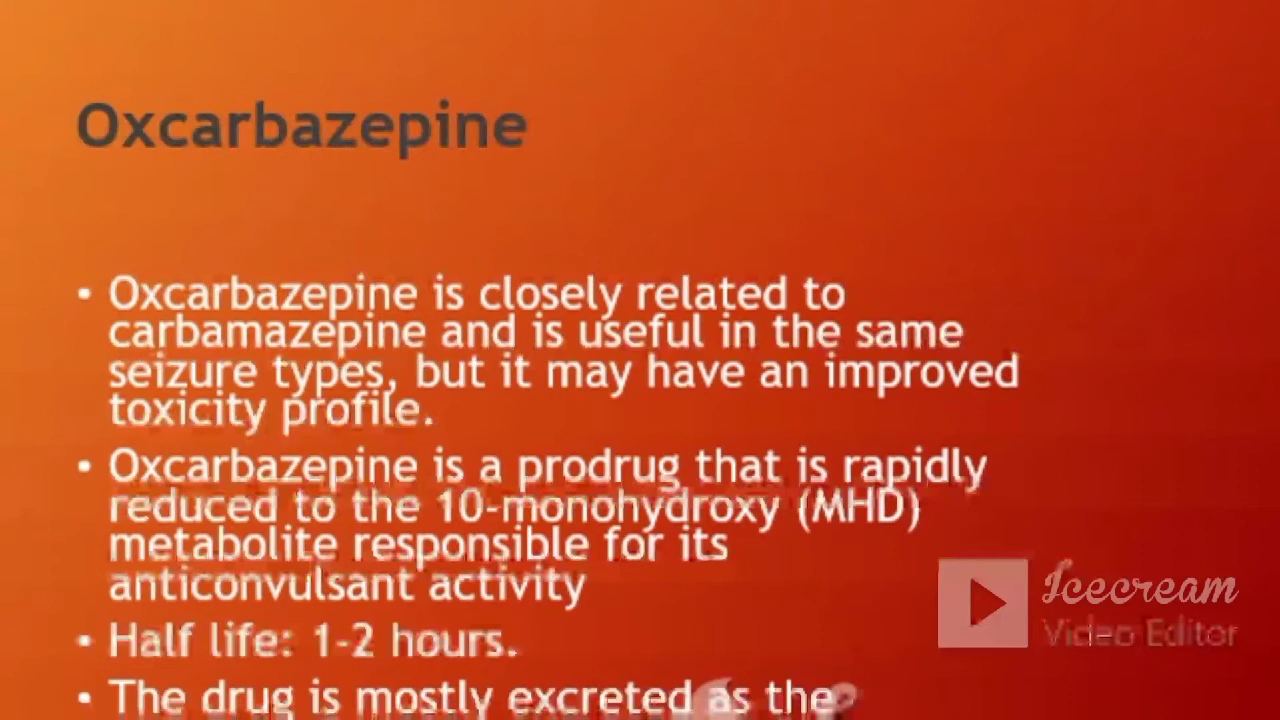 Oxcarbazepine
• Oxcarbazepine is closely related to
carbamazepine and is useful in the same
seizure types, but it may have an improved
toxicity profile.
• Oxcarbazepine is a prodrug that is rapidly
reduced to the 10-monohydroxy (MHD)
metabolite responsible for its
anticonvulsant activity
• Half life: 1-2 hours.
• The drug is mostly excreted as the
Icecream
Video Editor